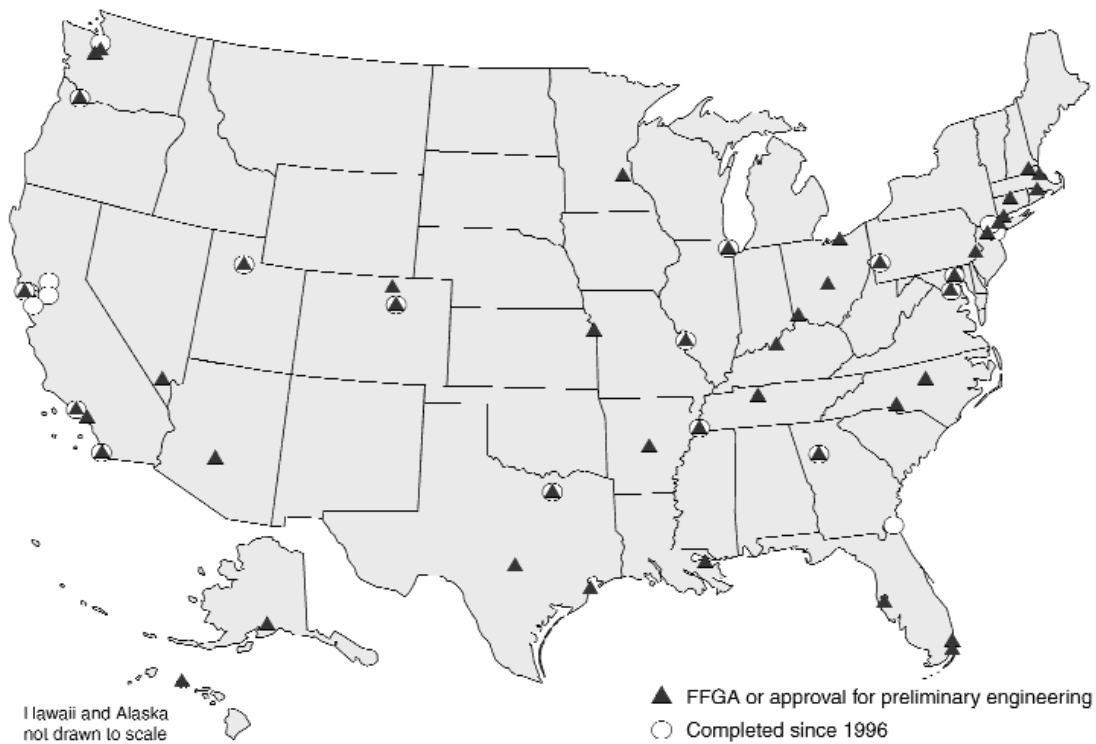 Hawaii and Alaska
not drawn to scale
FFGA or approval for preliminary engineering
Completed since 1996